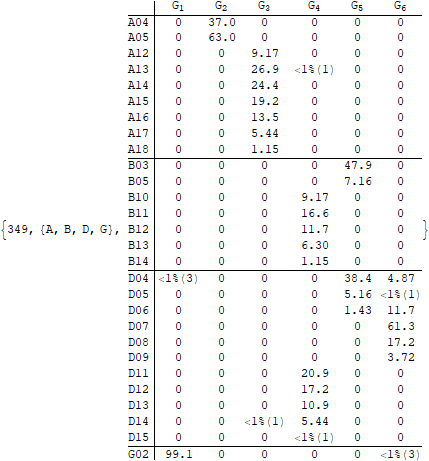 G1 G2 G3 G4 G5 G6
A04 0 37.0 0 0 0 0
A05 0 63.0 0 0 0 0
A12 0 0 9.17 0 0 0
A13 0 0 26.9 <1%(1) 0 0
A14 0 0 24.4 0 0 0
A15 0 0 19.2 0 0 0
A16 0 0 13.5 0 0 0
A17 0 0 5.44 0 0 0
A18 0 0 1.15 0 0 0
B03 0 0 0 0 47.9 0
B05 0 0 0 0 7.16 0
B10 0 0 0 9.17 0 0
B11 0 0 0 16.6 0 0
{349, {A, B, D, G}, B12 0 0 0 11.7 0 0 }
B13 0 0 0 6.30 0 0
B14 0 0 0 1.15 0 0
D04 <1%(3) 0 0 0 38.4 4.87
D05 0 0 0 0 5.16 <1%(1)
D06 0 0 0 0 1.43 11.7
D07 0 0 0 0 0 61.3
D08 0 0 0 0 0 17.2
D09 0 0 0 0 0 3.72
D11 0 0 0 20.9 0 0
D12 0 0 0 17.2 0 0
D13 0 0 0 10.9 0 0
D14 0 0 <1%(1) 5.44 0 0
D15 0 0 0 <1%(1) 0 0
G02 99.1 0 0 0 0 <1%(3)